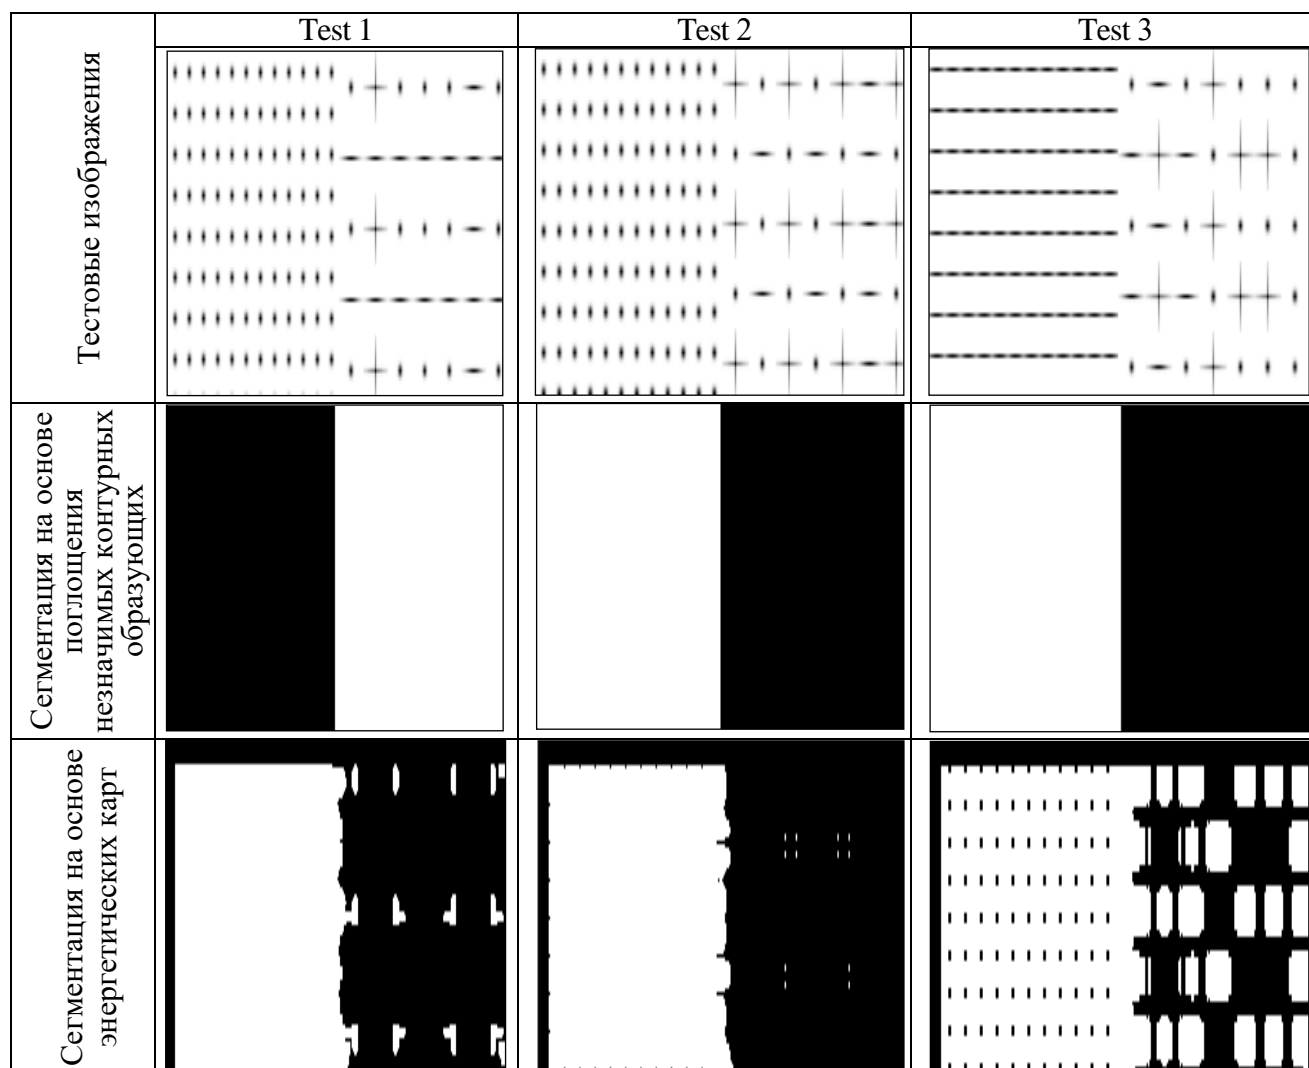 Test 1
Test 2
Test 3
Тестовые изображения
Сегментация на основе
поглощения
незначимых контурных
образующих
Сегментация на основе
энергетических карт